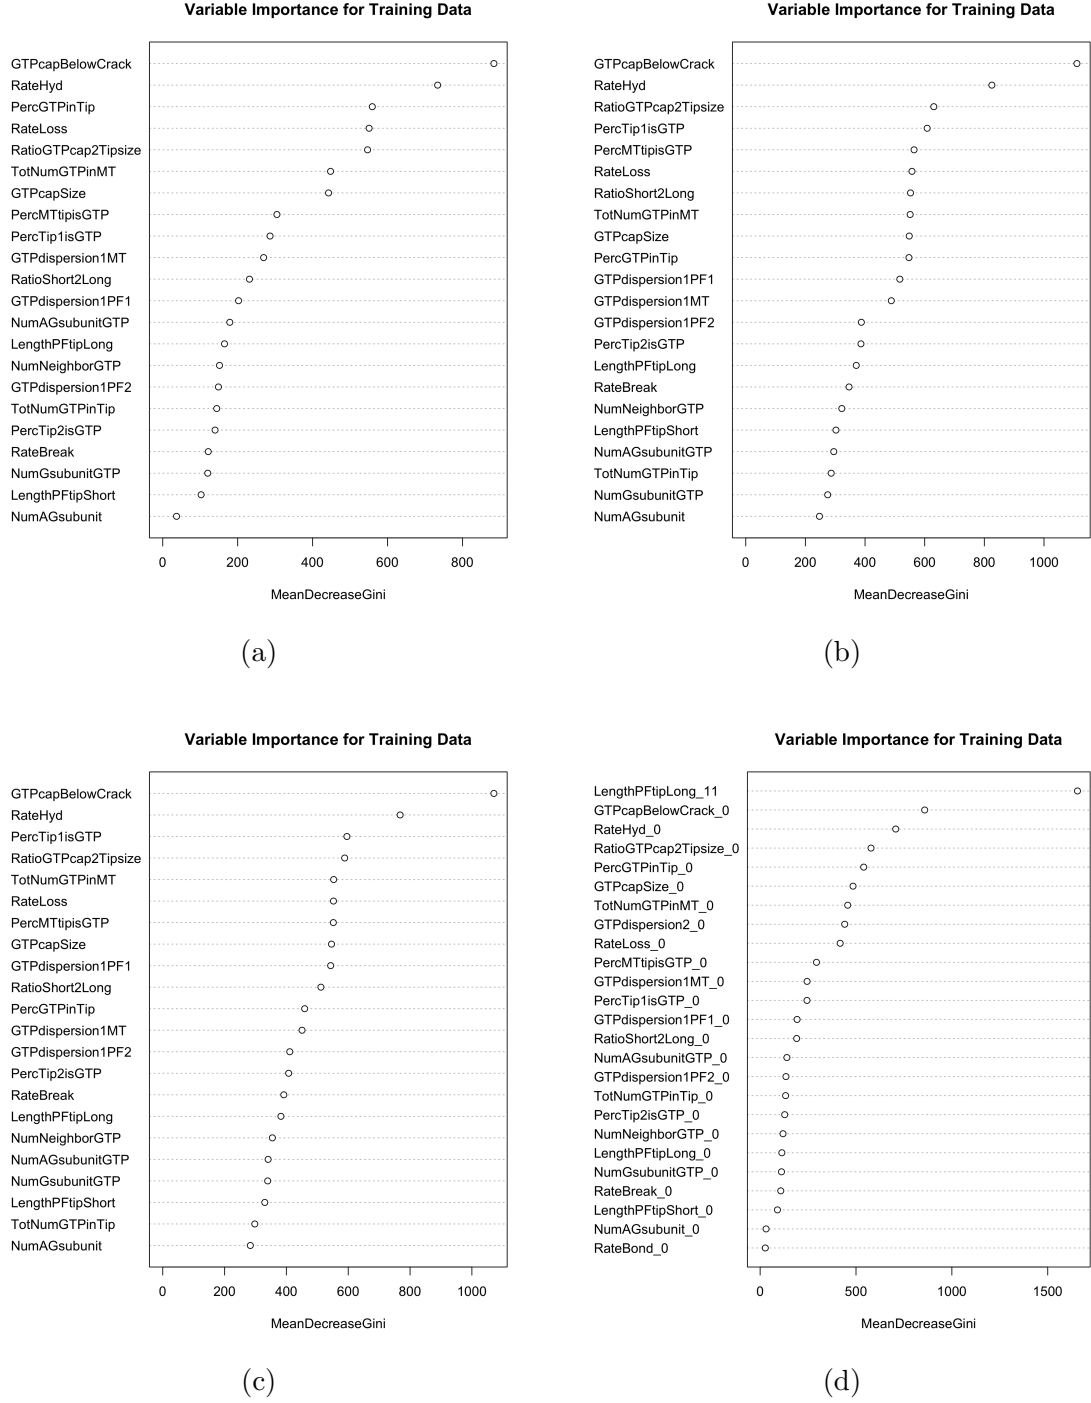 Variable Importance for Training Data
GTPcapBelowCrack
RateHyd
PercGTPinTip
RateLoss
RatioGTPcap2Tipsize
TotNumGTPinMT
GTPcapSize
PercMTtipisGTP
PercTip1isGTP
GTPdispersion1MT
RatioShort2Long
GTPdispersion1PF1
NumAGsubunitGTP
LengthPFtipLong
NumNeighborGTP
GTPdispersion1PF2
TotNumGTPinTip
PercTip2isGTP
RateBreak
NumGsubunitGTP
LengthPFtipShort
NumAGsubunit
0 200 400 600 800
MeanDecreaseGini
(a)
Variable Importance for Training Data
GTPcapBelowCrack
RateHyd
RatioGTPcap2Tipsize
PercTip1isGTP
PercMTtipisGTP
RateLoss
RatioShort2Long
TotNumGTPinMT
GTPcapSize
PercGTPinTip
GTPdispersion1PF1
GTPdispersion1MT
GTPdispersion1PF2
PercTip2isGTP
LengthPFtipLong
RateBreak
NumNeighborGTP
LengthPFtipShort
NumAGsubunitGTP
TotNumGTPinTip
NumGsubunitGTP
NumAGsubunit
0 200 400 600 800 1000
MeanDecreaseGini
(b)
Variable Importance for Training Data
GTPcapBelowCrack
RateHyd
PercTip1isGTP
RatioGTPcap2Tipsize
TotNumGTPinMT
RateLoss
PercMTtipisGTP
GTPcapSize
GTPdispersion1PF1
RatioShort2Long
PercGTPinTip
GTPdispersion1MT
GTPdispersion1PF2
PercTip2isGTP
RateBreak
LengthPFtipLong
NumNeighborGTP
NumAGsubunitGTP
NumGsubunitGTP
LengthPFtipShort
TotNumGTPinTip
NumAGsubunit
0 200 400 600 800 1000
MeanDecreaseGini
(c)
Variable Importance for Training Data
LengthPFtipLong_11
GTPcapBelowCrack_0
RateHyd_0
RatioGTPcap2Tipsize_0
PercGTPinTip_0
GTPcapSize_0
TotNumGTPinMT_0
GTPdispersion2_0
RateLoss_0
PercMTtipisGTP_0
GTPdispersion1MT_0
PercTip1isGTP_0
GTPdispersion1PF1_0
RatioShort2Long_0
NumAGsubunitGTP_0
GTPdispersion1PF2_0
TotNumGTPinTip_0
PercTip2isGTP_0
NumNeighborGTP_0
LengthPFtipLong_0
NumGsubunitGTP_0
RateBreak_0
LengthPFtipShort_0
NumAGsubunit_0
RateBond_0
0 500 1000 1500
MeanDecreaseGini
(d)